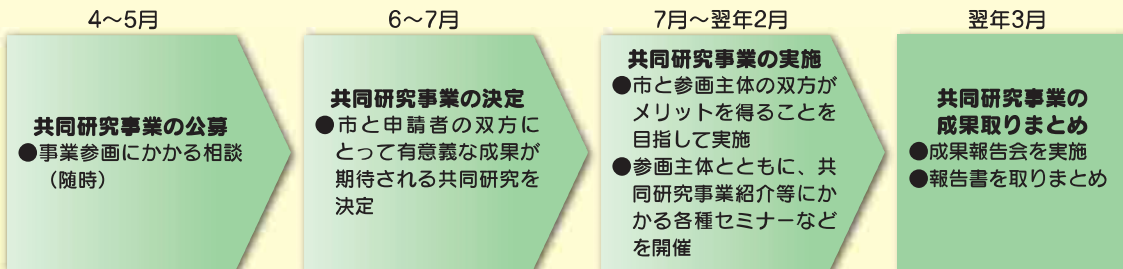 4～5月
共同研究事業の公募
●事業参画にかかる相談
（随時）
6～7月
共同研究事業の決定
●市と申請者の双方に
とって有意義な成果が
期待される共同研究を
決定
7月～翌年2月
共同研究事業の実施
●市と参画主体の双方が
メリットを得ることを
目指して実施
●参画主体とともに、共
同研究事業紹介等にか
かる各種セミナーなど
を開催
翌年3月
共同研究事業の
成果取りまとめ
●成果報告会を実施
●報告書を取りまとめ